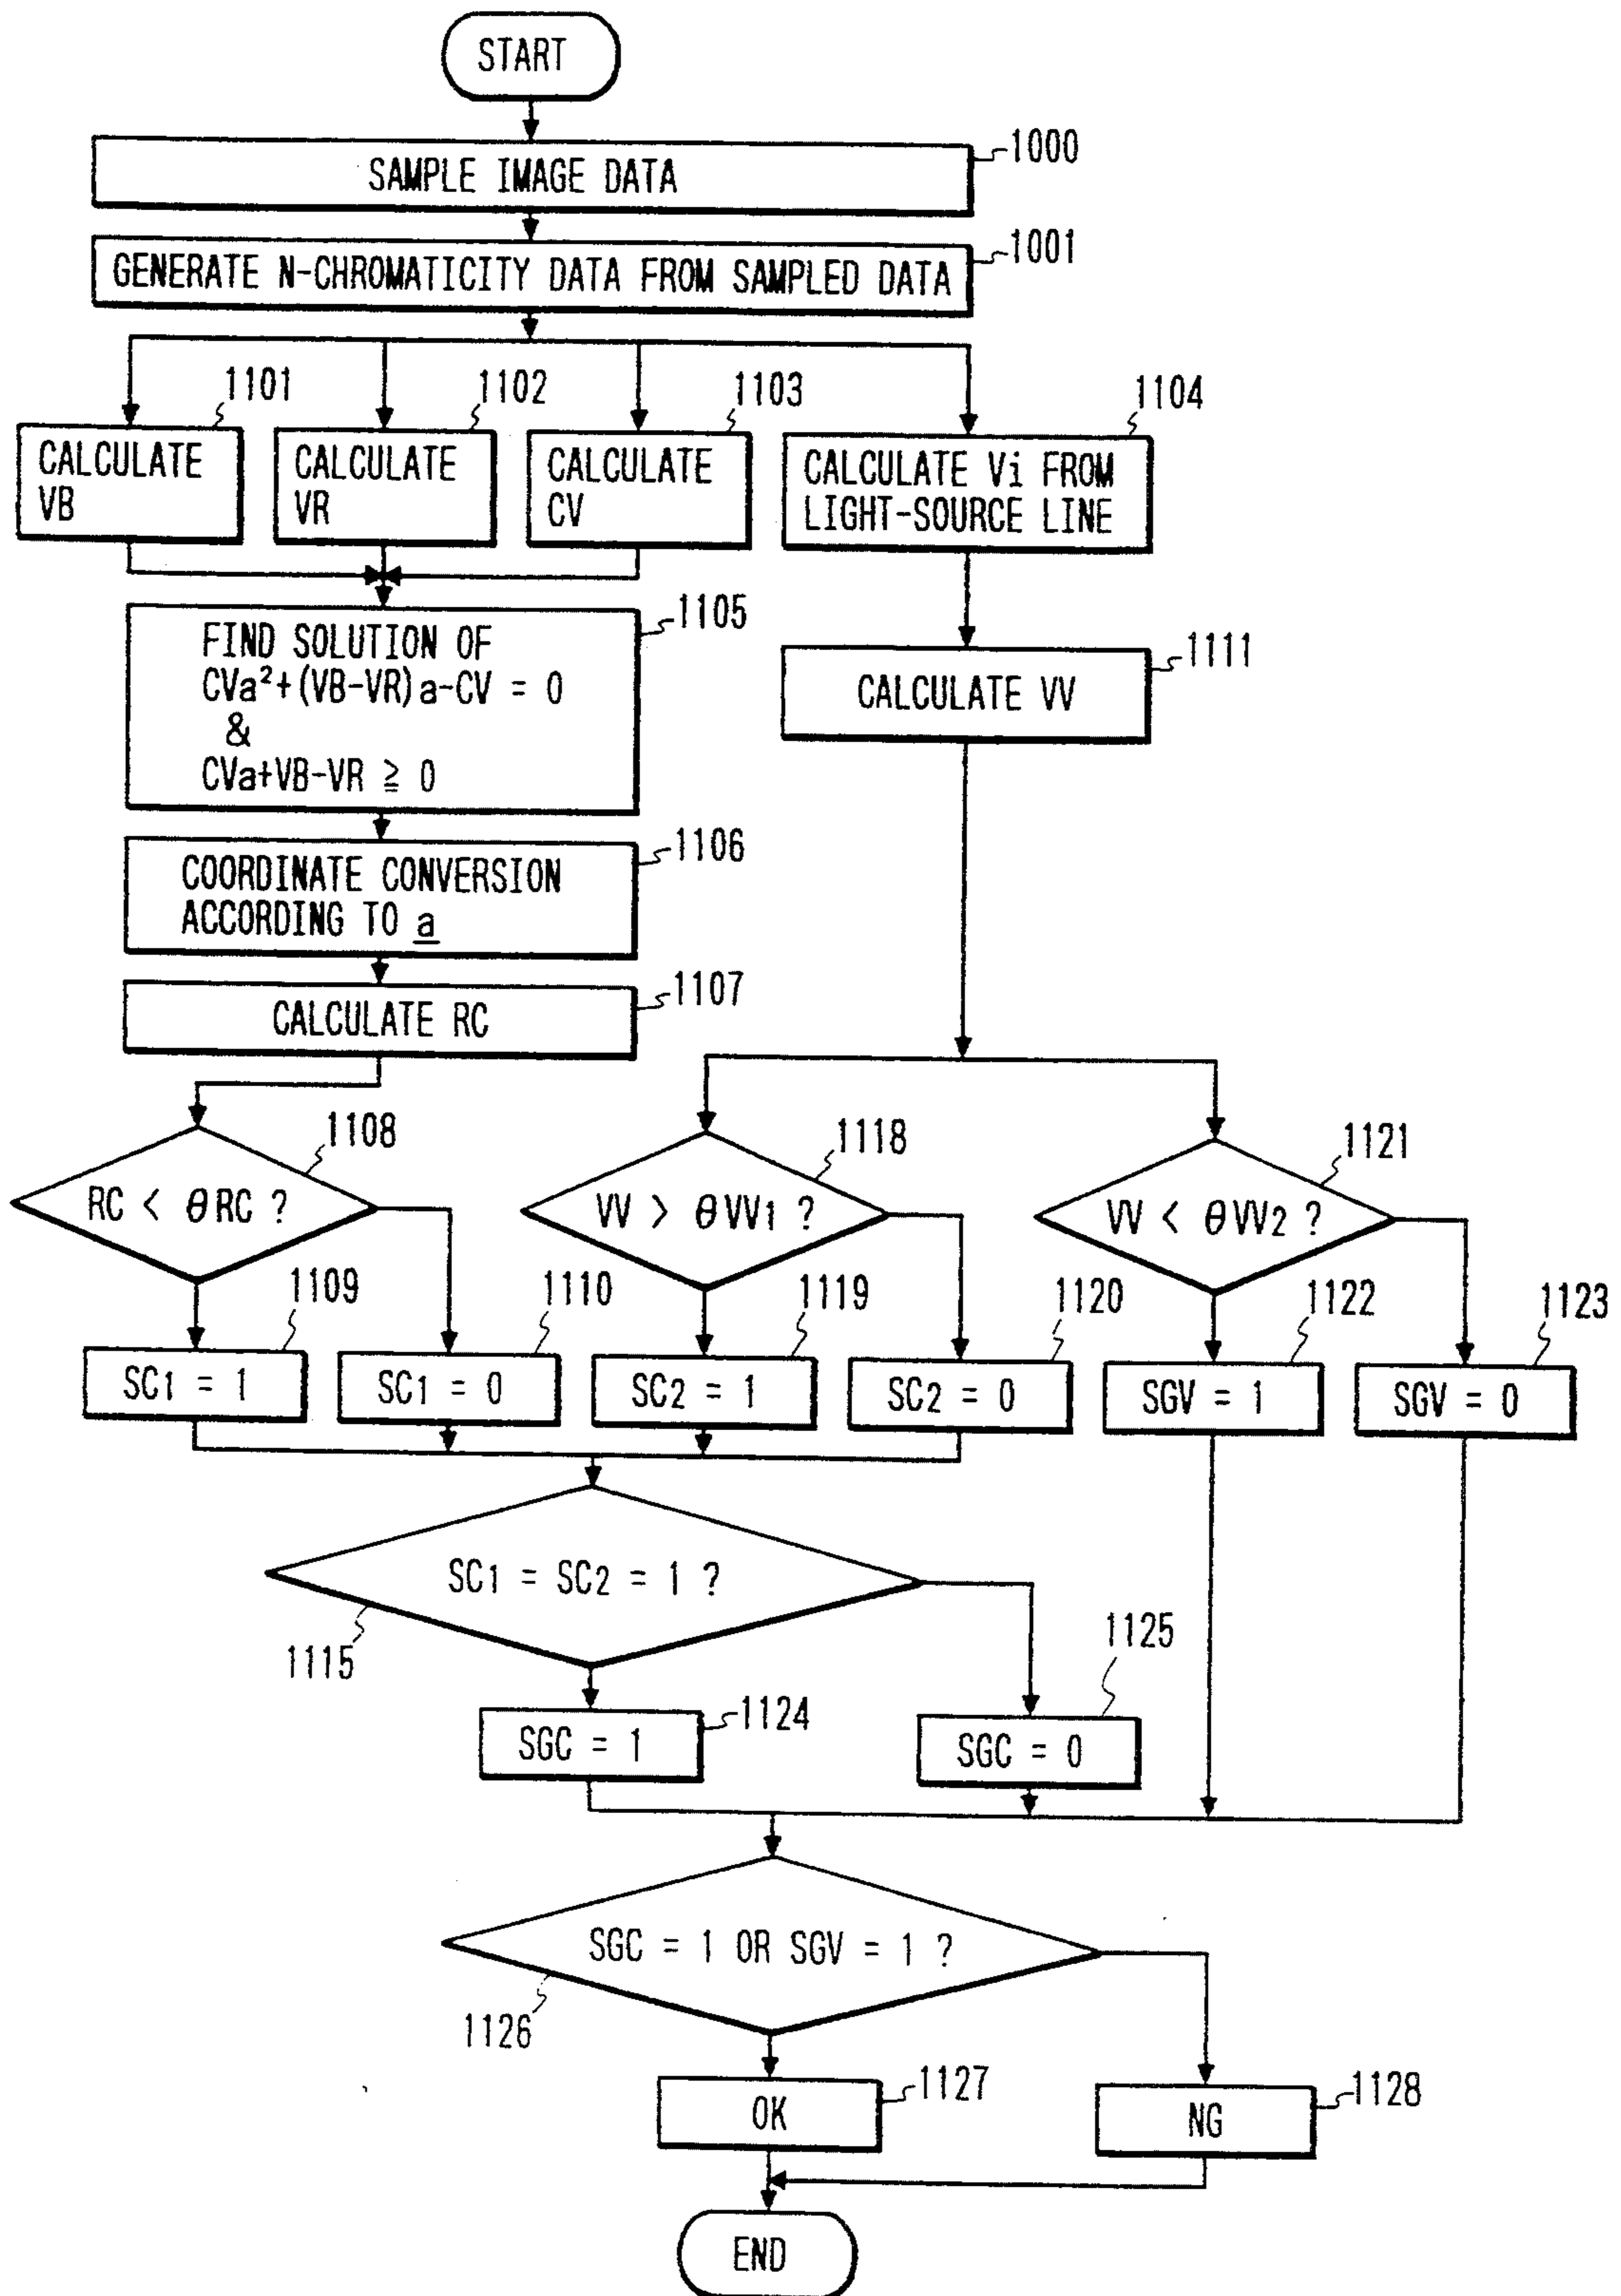 START
SAMPLE IMAGE DATA
1000
GENERATE N-CHROMATICITY DATA FROM SAMPLED DATA
1001
1101
1102
1103
1104
CALCULATE
VB
CALCULATE
VR
CALCULATE
CV
CALCULATE Vi FROM
LIGHT-SOURCE LINE
FIND SOLUTION OF
CVa²+(VB-VR)a-CV = 0
&
CVa+VB-VR ≧ 0
1105
CALCULATE VV
1111
COORDINATE CONVERSION
ACCORDING TO a
1106
CALCULATE RC
1107
RC < θRC ?
1108
VV > θVV1 ?
1118
VV < θVV2 ?
1121
1109
1110
1119
1120
1122
1123
SC1 = 1
SC1 = 0
SC2 = 1
SC2 = 0
SGV = 1
SGV = 0
SC1 = SC2 = 1 ?
1115
SGC = 1
1124
SGC = 0
1125
SGC = 1 OR SGV = 1 ?
1126
OK
1127
NG
1128
END